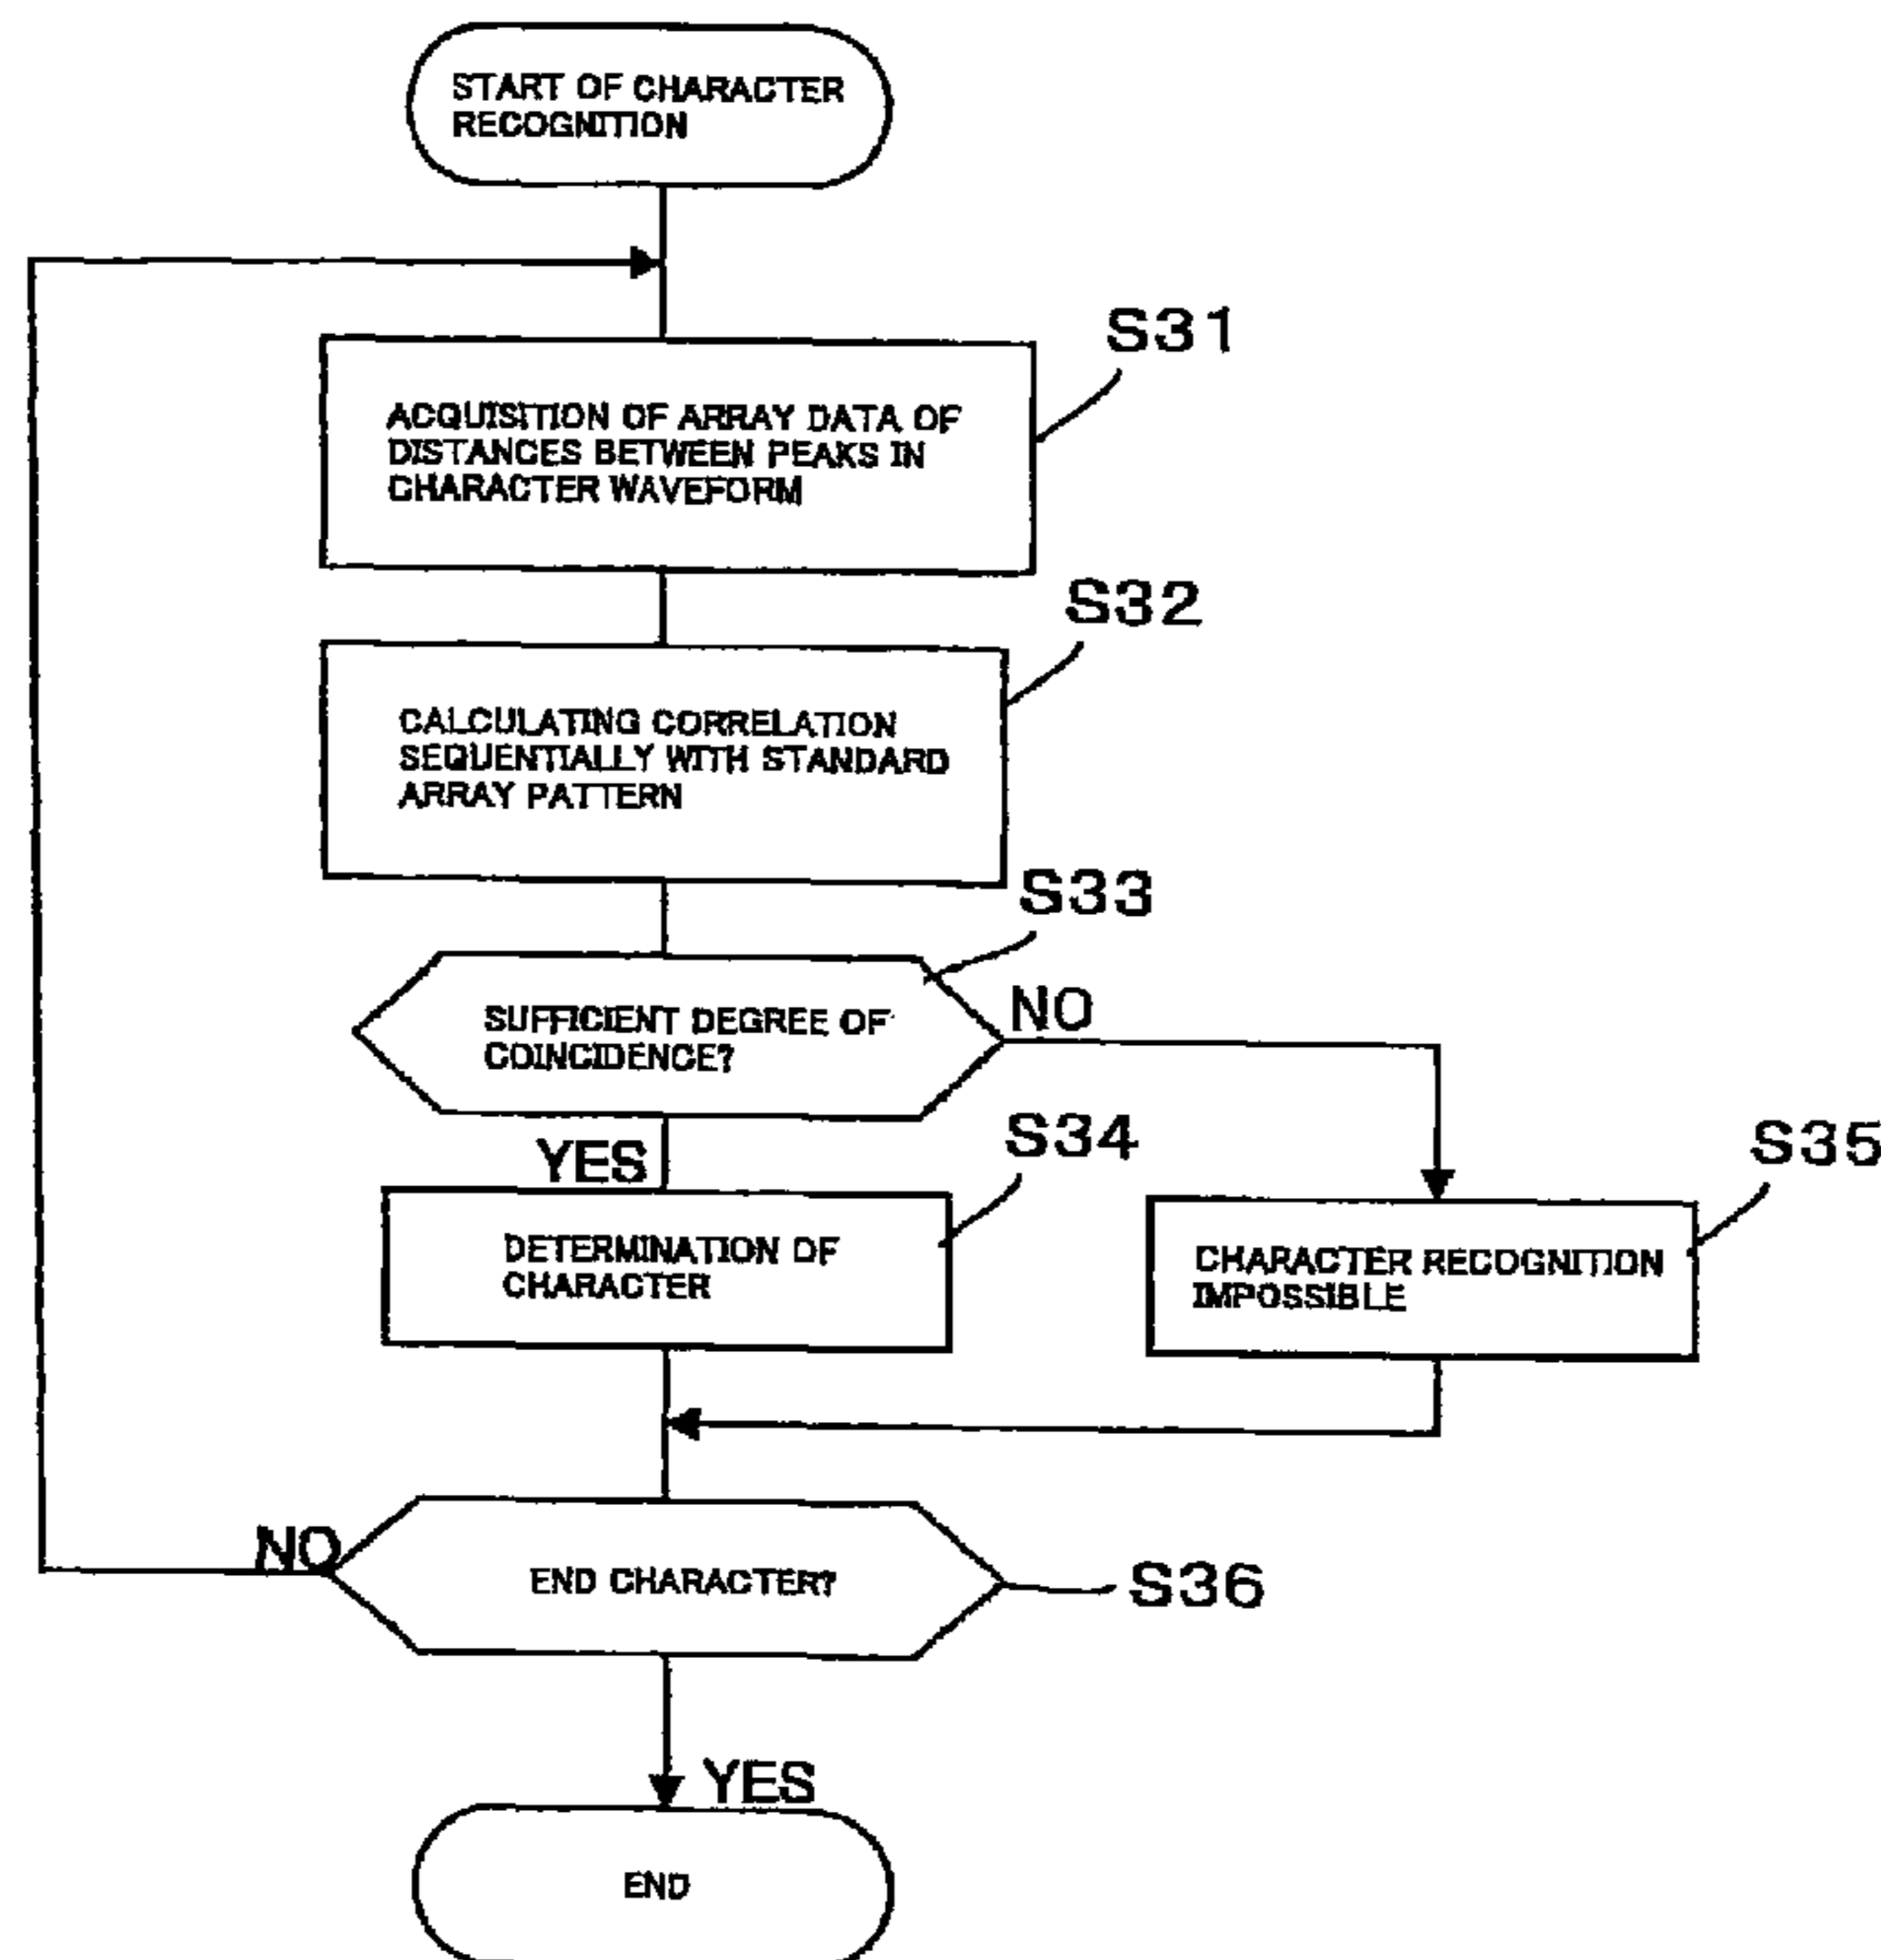 START OF CHARACTER
RECOGNITION
S31
ACQUISITION OF ARRAY DATA OF
DISTANCES BETWEEN PEAKS IN
CHARACTER WAVEFORM
S32
CALCULATING CORRELATION
SEQUENTIALLY WITH STANDARD
ARRAY PATTERN
S33
SUFFICIENT DEGREE OF
COINCIDENCE?
NO
YES
S34
DETERMINATION OF
CHARACTER
S35
CHARACTER RECOGNITION
IMPOSSIBLE
NO
END CHARACTER?
S36
YES
END